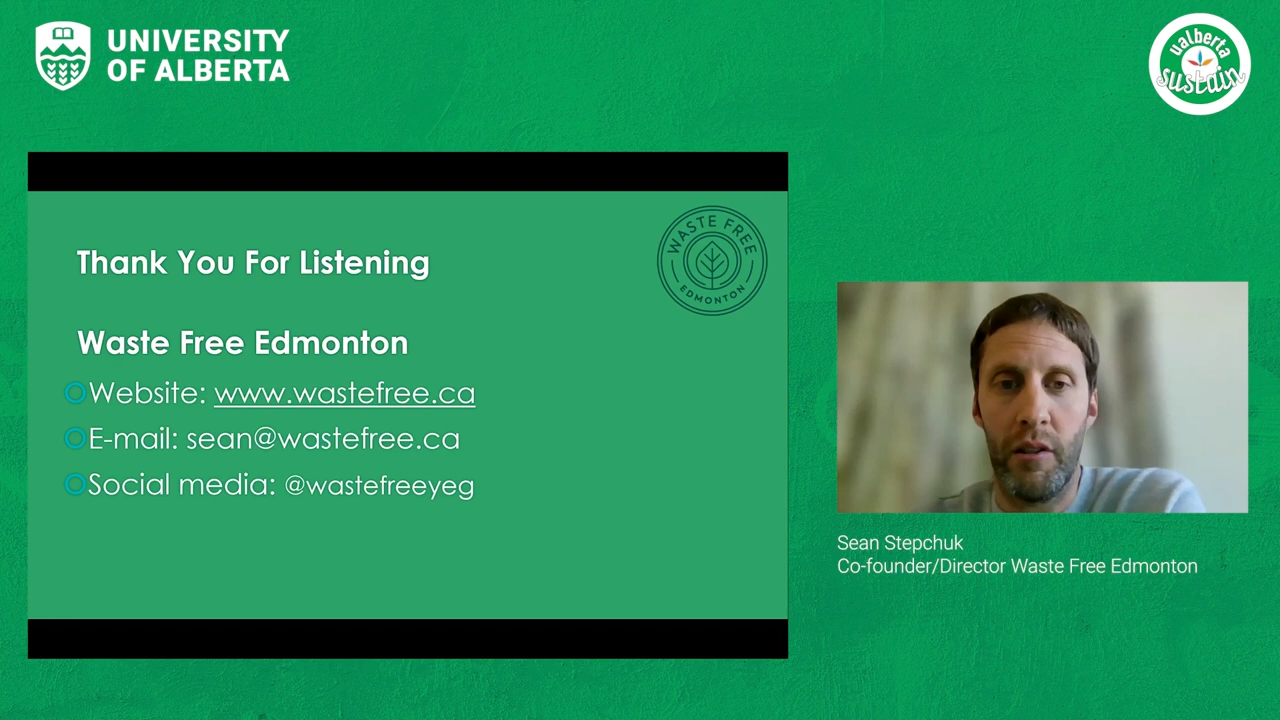 UNIVERSITY
OF ALBERTA
ualberta
sustain
Thank You For Listening
WASTE FREE
EDMONTON
Waste Free Edmonton
Website: www.wastefree.ca
E-mail: sean@wastefree.ca
Social media: @wastefreeyeg
Sean Stepchuk
Co-founder/Director Waste Free Edmonton